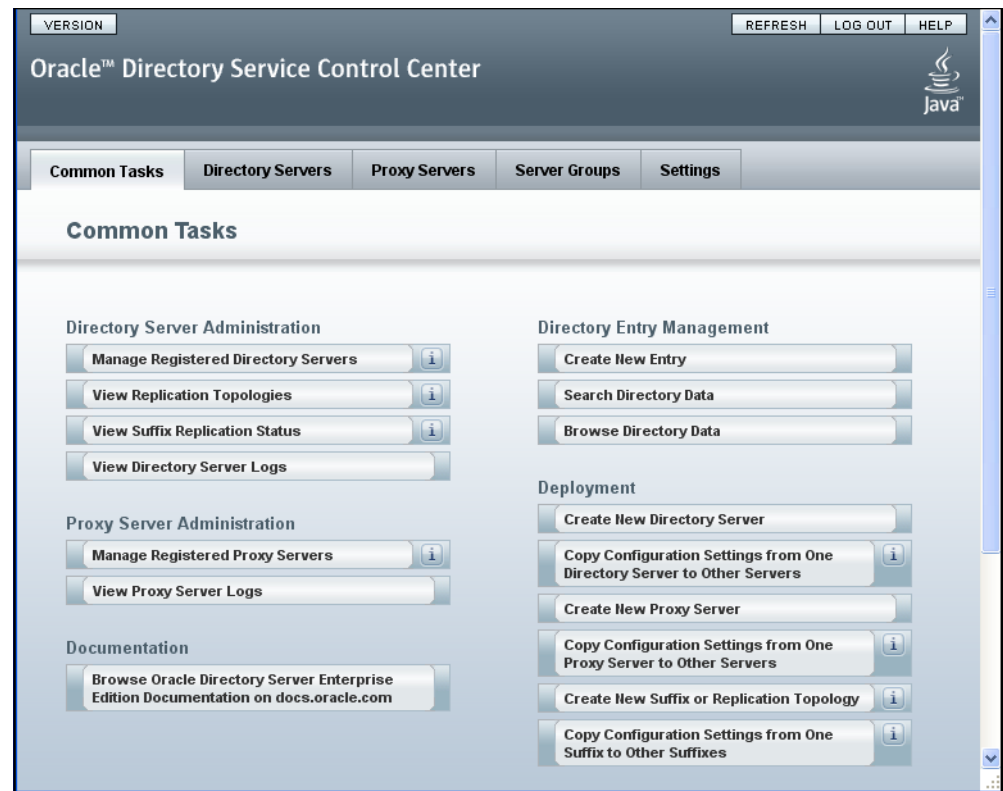 VERSION
REFRESH LOG OUT HELP
Oracle™ Directory Service Control Center
Java™
Common Tasks Directory Servers Proxy Servers Server Groups Settings
Common Tasks
Directory Server Administration
Manage Registered Directory Servers
View Replication Topologies
View Suffix Replication Status
View Directory Server Logs
Proxy Server Administration
Manage Registered Proxy Servers
View Proxy Server Logs
Documentation
Browse Oracle Directory Server Enterprise
Edition Documentation on docs.oracle.com
Directory Entry Management
Create New Entry
Search Directory Data
Browse Directory Data
Deployment
Create New Directory Server
Copy Configuration Settings from One
Directory Server to Other Servers
Create New Proxy Server
Copy Configuration Settings from One
Proxy Server to Other Servers
Create New Suffix or Replication Topology
Copy Configuration Settings from One
Suffix to Other Suffixes